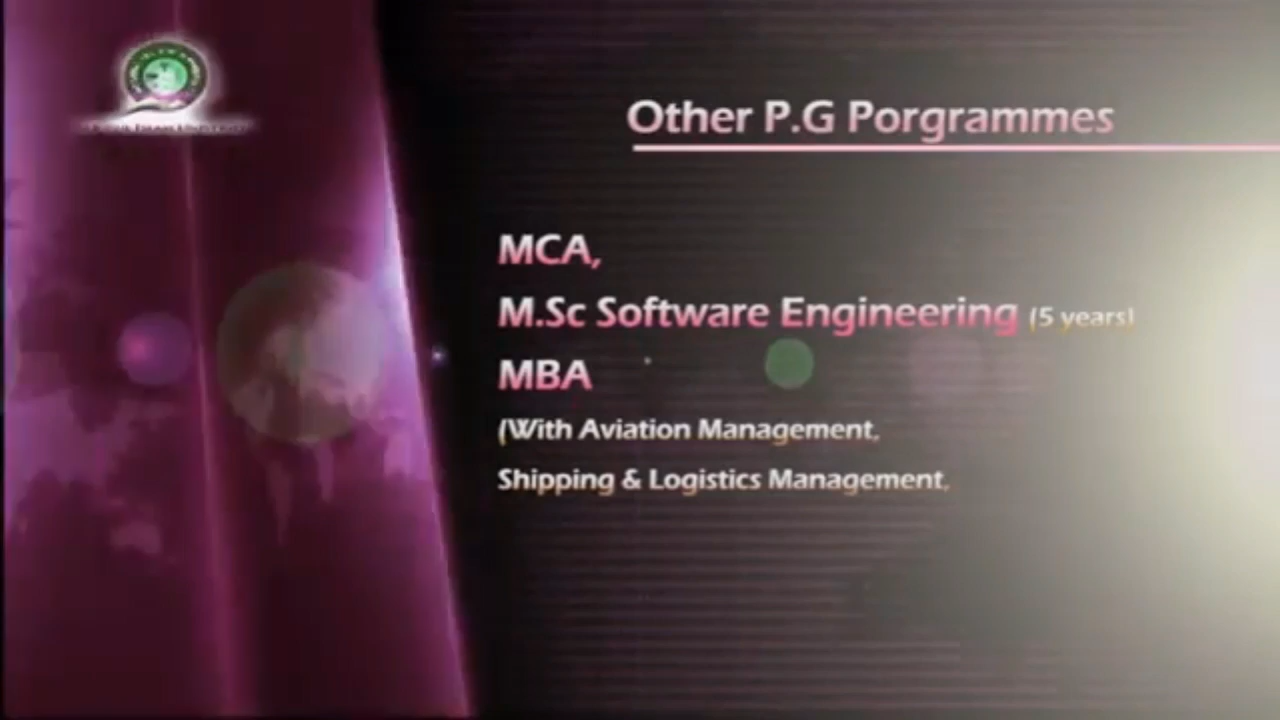 Other P.G Porgrammes
MCA,
M.Sc Software Engineering (5 years)
MBA
(With Aviation Management,
Shipping & Logistics Management,